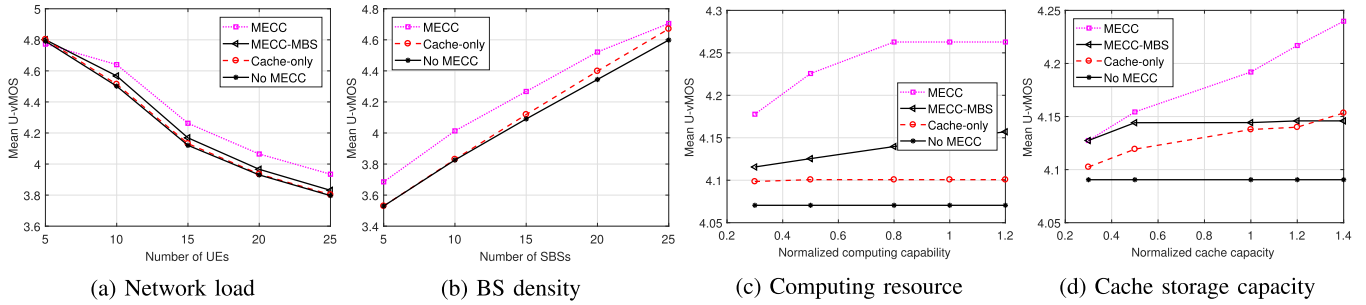 5
4.8
4.6
4.4
4.2
4
3.8
3.6
Mean U-vMOS
MECC
MECC-MBS
Cache-only
No MECC
5 10 15 20 25
Number of UEs
(a) Network load
5
4.8
4.6
4.4
4.2
4
3.8
3.6
3.4
Mean U-vMOS
MECC
Cache-only
No MECC
5 10 15 20 25
Number of SBSs
(b) BS density
4.3
4.25
4.2
4.15
4.1
4.05
Mean U-vMOS
MECC
MECC-MBS
Cache-only
No MECC
0.2 0.4 0.6 0.8 1 1.2
Normalized computing capability
(c) Computing resource
4.25
4.2
4.15
4.1
4.05
Mean U-vMOS
MECC
MECC-MBS
Cache-only
No MECC
0.2 0.4 0.6 0.8 1 1.2 1.4
Normalized cache capacity
(d) Cache storage capacity